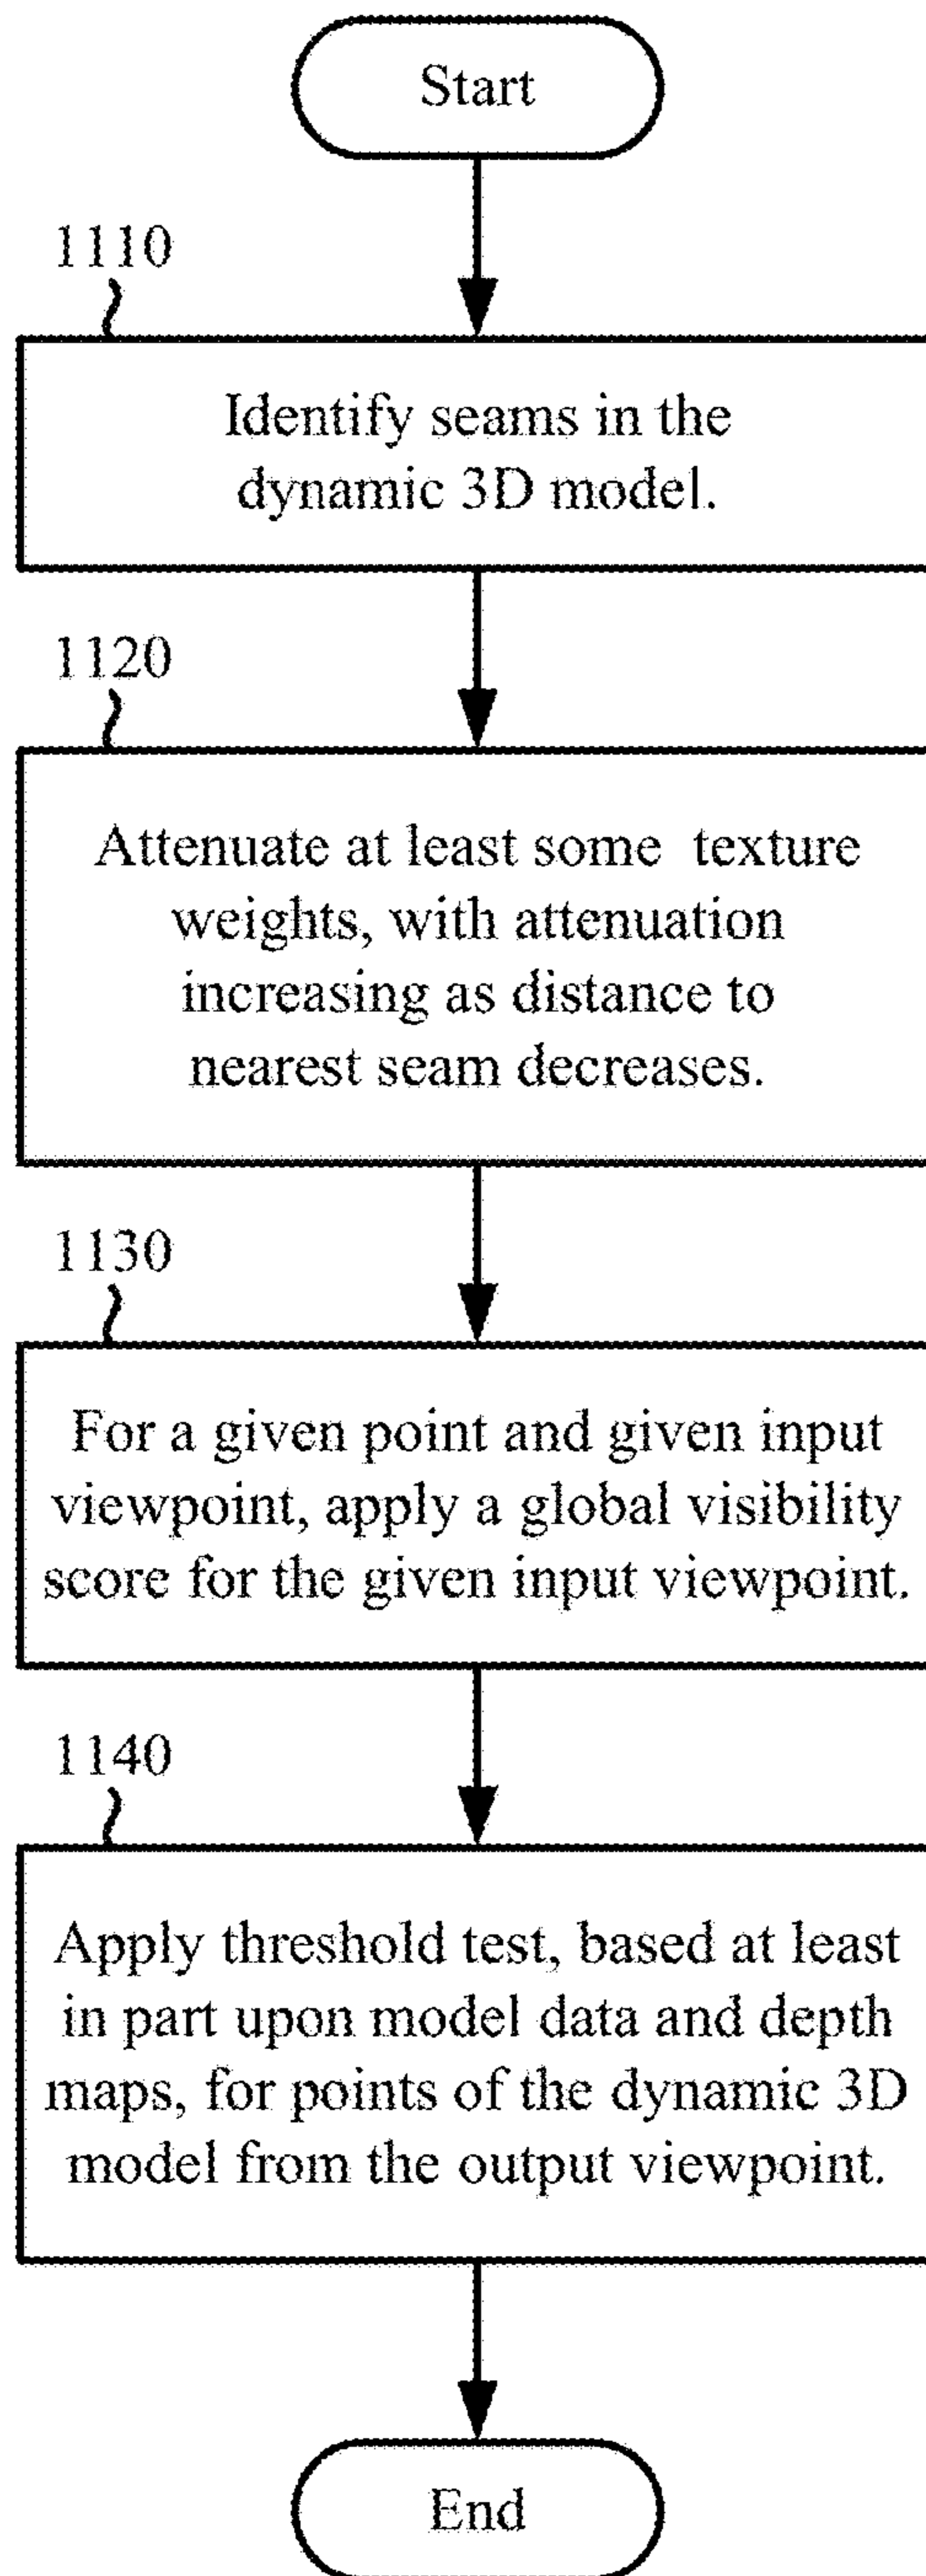 Start
1110
Identify seams in the
dynamic 3D model.
1120
Attenuate at least some texture
weights, with attenuation
increasing as distance to
nearest seam decreases.
1130
For a given point and given input
viewpoint, apply a global visibility
score for the given input viewpoint.
1140
Apply threshold test, based at least
in part upon model data and depth
maps, for points of the dynamic 3D
model from the output viewpoint.
End